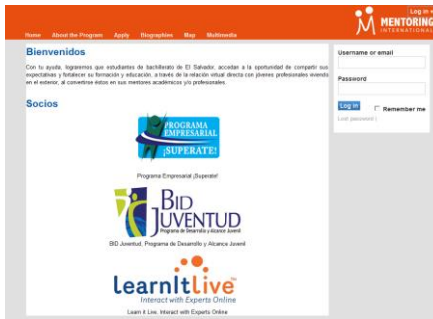 Log in
MENTORING
INTERNATIONAL
Home About the Program Apply Biographies Map Multimedia
Bienvenidos
Con tu ayuda, lograremos que estudiantes de bachillerato de El Salvador, accedan a la oportunidad de compartir sus
expectativas y fortalecer su formación y educación, a través de la relación virtual directa con jóvenes profesionales viviendo
en el exterior, al convertirse éstos en sus mentores académicos y/o profesionales.
Username or email
Password
Log in Remember me
Lost password |
Socios
PROGRAMA
EMPRESARIAL
¡SUPERATE!
Programa Empresarial ¡Superate!
BID
JUVENTUD
Programa de Desarrollo y Alcance Juvenil
BID Juventud, Programa de Desarrollo y Alcance Juvenil
LearnItLive™
Interact with Experts Online
Learn it Live. Interact with Experts Online